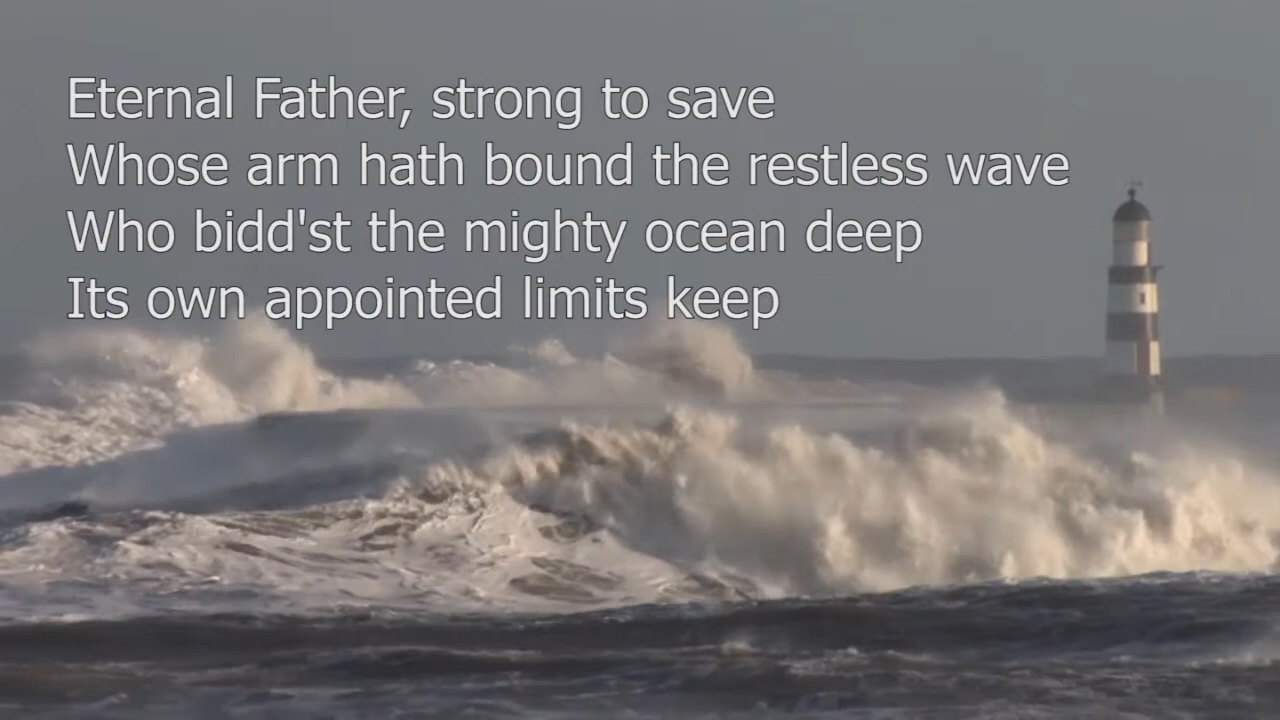 Eternal Father, strong to save
Whose arm hath bound the restless wave
Who bidd'st the mighty ocean deep
Its own appointed limits keep